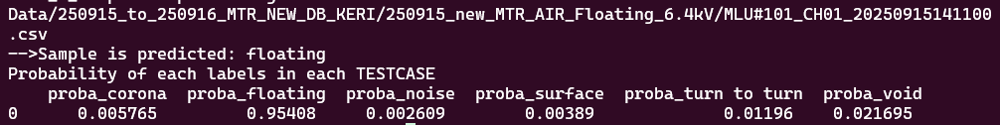 Data/250915_to_250916_MTR_NEW_DB_KERI/250915_new_MTR_AIR_Floating_6.4kV/MLU#101_CH01_20250915141100
.csv
-->Sample is predicted: floating
Probability of each labels in each TESTCASE
proba_corona proba_floating proba_noise proba_surface proba_turn to turn proba_void
0 0.005765 0.95408 0.002609 0.00389 0.01196 0.021695